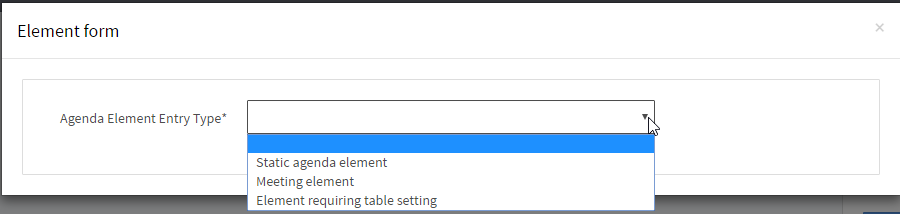 Element form
×
Agenda Element Entry Type*
Static agenda element
Meeting element
Element requiring table setting